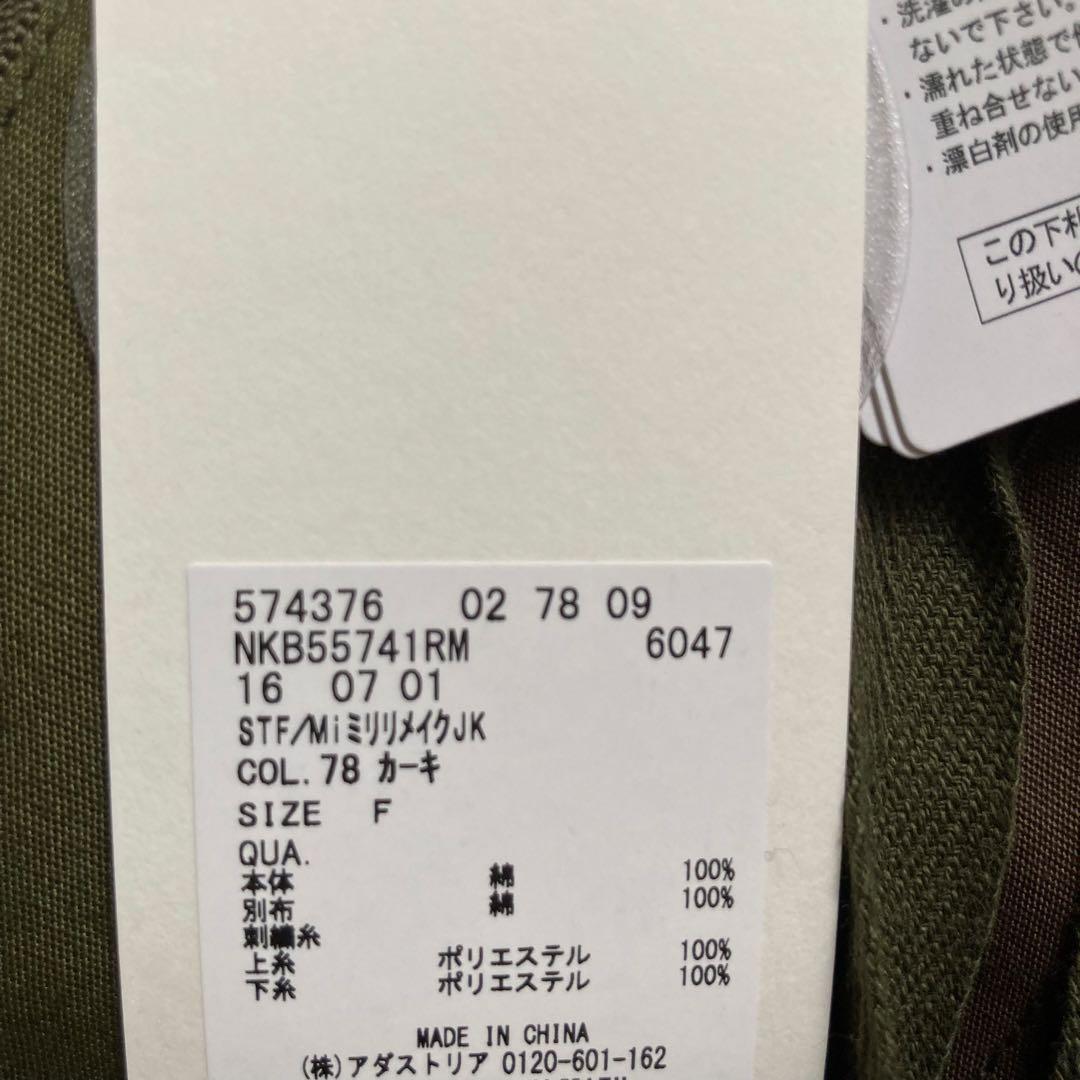 ・洗濯の
ないで下さい。
・濡れた状態で
重ね合せない
・漂白剤の使用
この下札
り扱いの
574376 02 78 09
NKB55741RM 6047
16 07 01
STF/Miミリリメイクjk
COL.78 カーキ
SIZE F
QUA.
本体 綿 100%
別布 綿 100%
刺繍糸
上糸 ポリエステル 100%
下糸 ポリエステル 100%
MADE IN CHINA
(株)アダストリア 0120-601-162